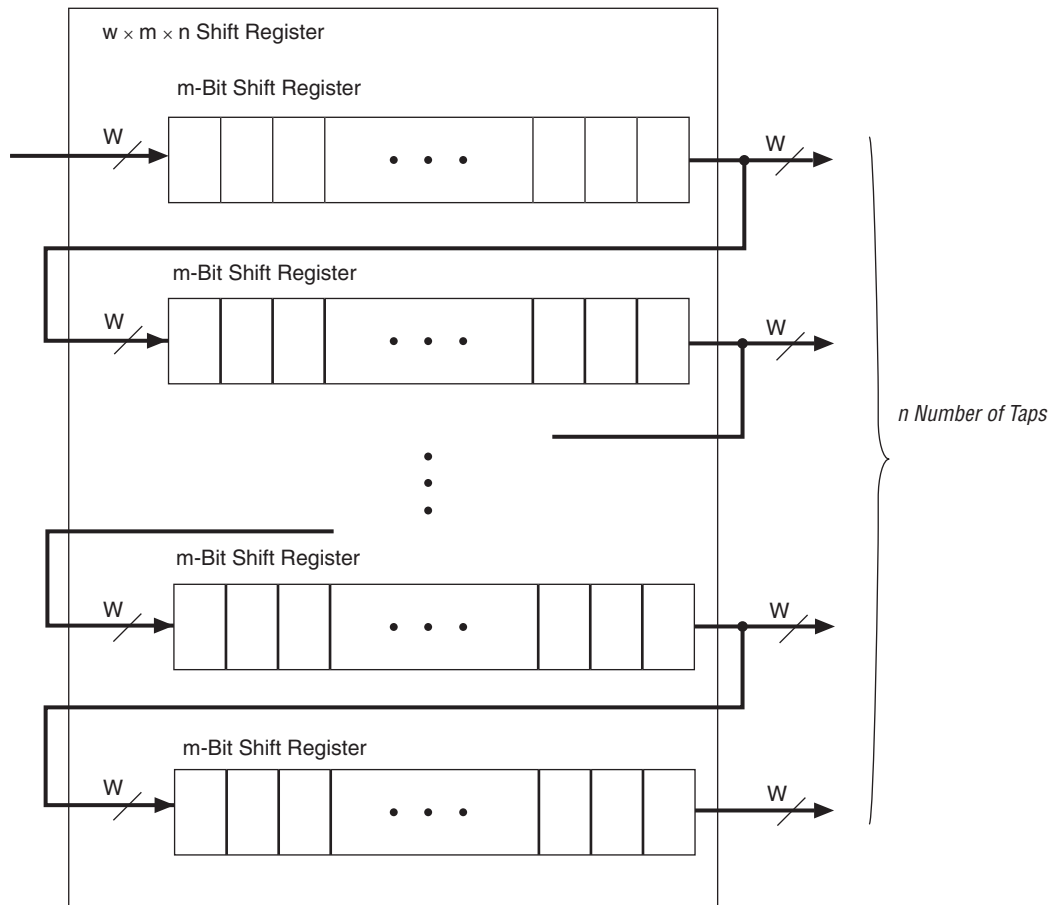 w × m × n Shift Register
m-Bit Shift Register
W
W
m-Bit Shift Register
W
W
n Number of Taps
m-Bit Shift Register
W
W
m-Bit Shift Register
W
W